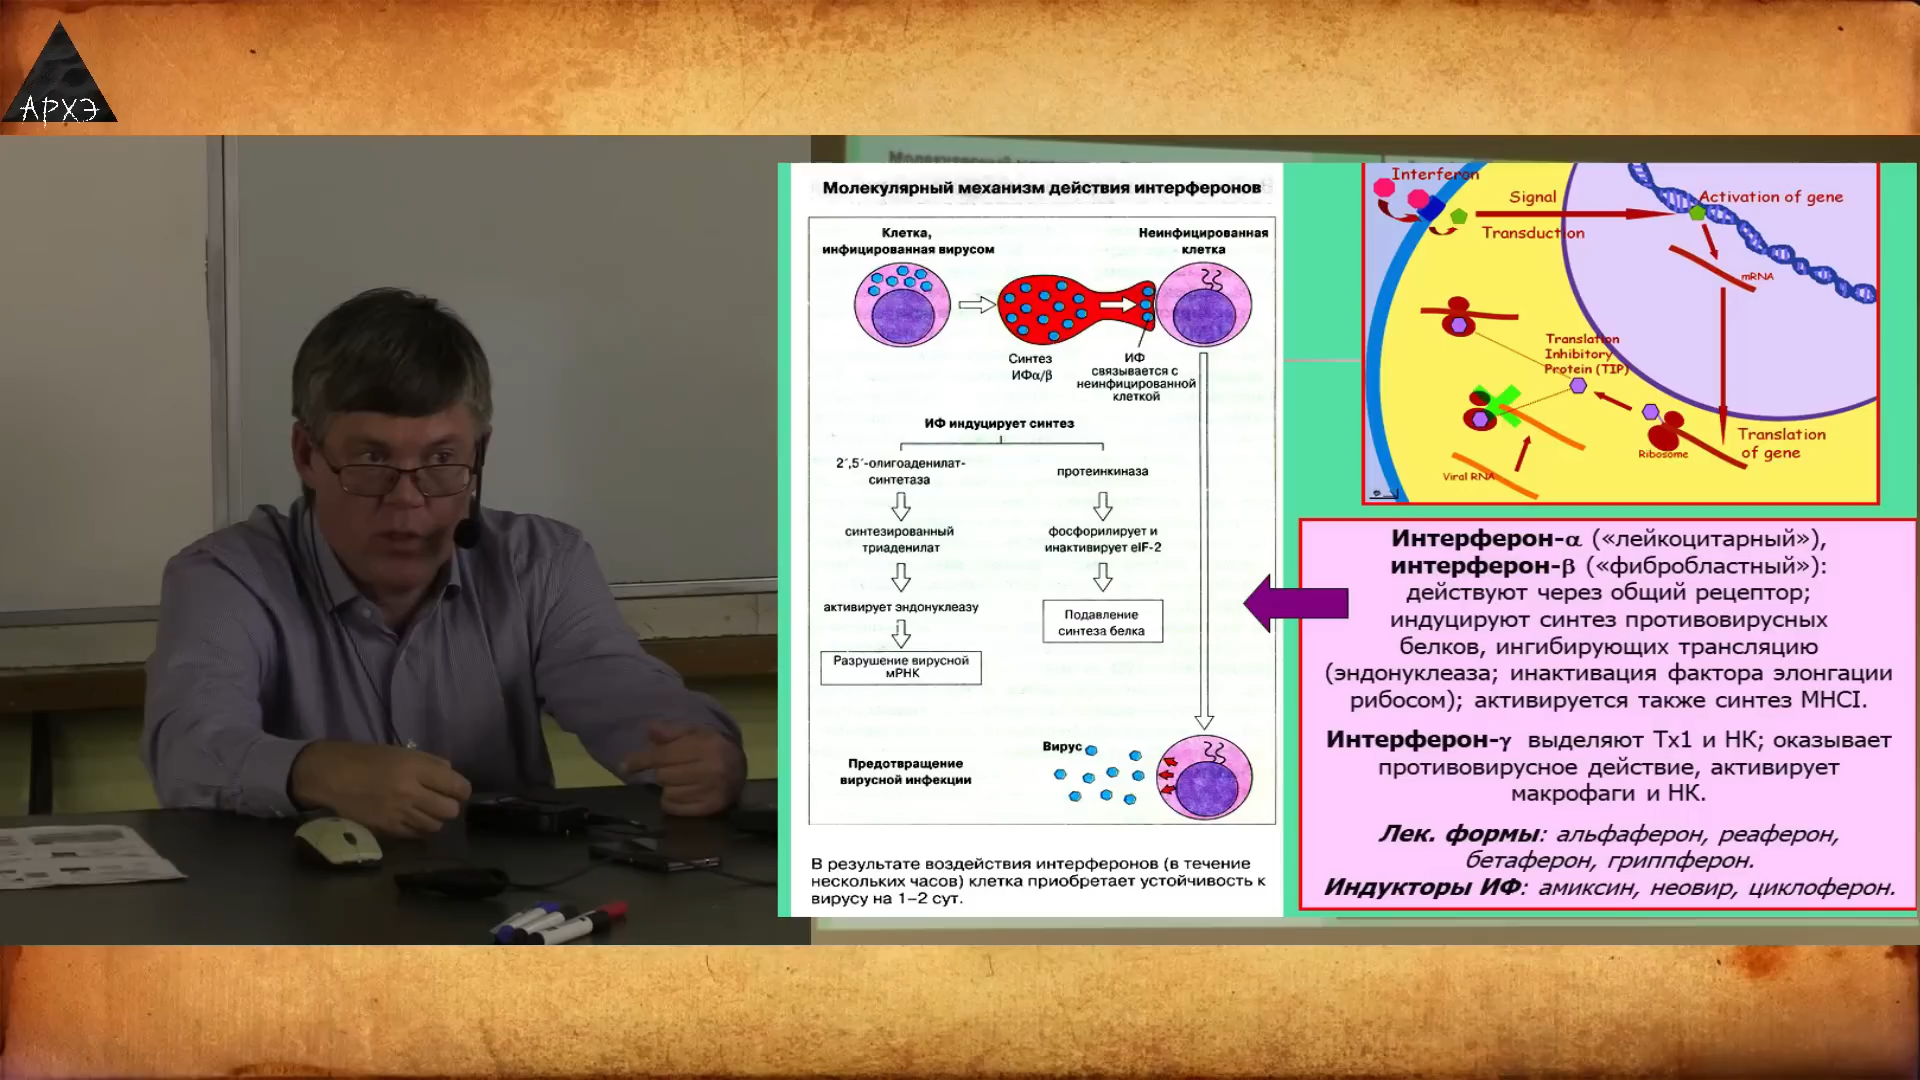 АРХЭ
Молекулярный механизм действия интерферонов
Клетка,
инфицированная вирусом
Неинфицированная
клетка
Синтез
ИФα/β
ИФ
связывается с
неинфицированной
клеткой
ИФ индуцирует синтез
2´,5´-олигоаденилат-
синтетаза
протеинкиназа
синтезированный
триаденилат
фосфорилирует и
инактивирует eIF-2
активирует эндонуклеазу
Подавление
синтеза белка
Разрушение вирусной
мРНК
Вирус
Предотвращение
вирусной инфекции
В результате воздействия интерферонов (в течение
нескольких часов) клетка приобретает устойчивость к
вирусу на 1–2 сут.
Interferon
Signal
Transduction
Activation of gene
mRNA
Translation
Inhibitory
Protein (TIP)
Translation
of gene
Ribosome
Viral RNA
Интерферон-α («лейкоцитарный»),
интерферон-β («фибробластный»):
действуют через общий рецептор;
индуцируют синтез противовирусных
белков, ингибирующих трансляцию
(эндонуклеаза; инактивация фактора элонгации
рибосом); активируется также синтез MHCI.
Интерферон-γ выделяют Тх1 и НК; оказывает
противовирусное действие, активирует
макрофаги и НК.
Лек. формы: альфаферон, реаферон,
бетаферон, гриппферон.
Индукторы ИФ: амиксин, неовир, циклоферон.